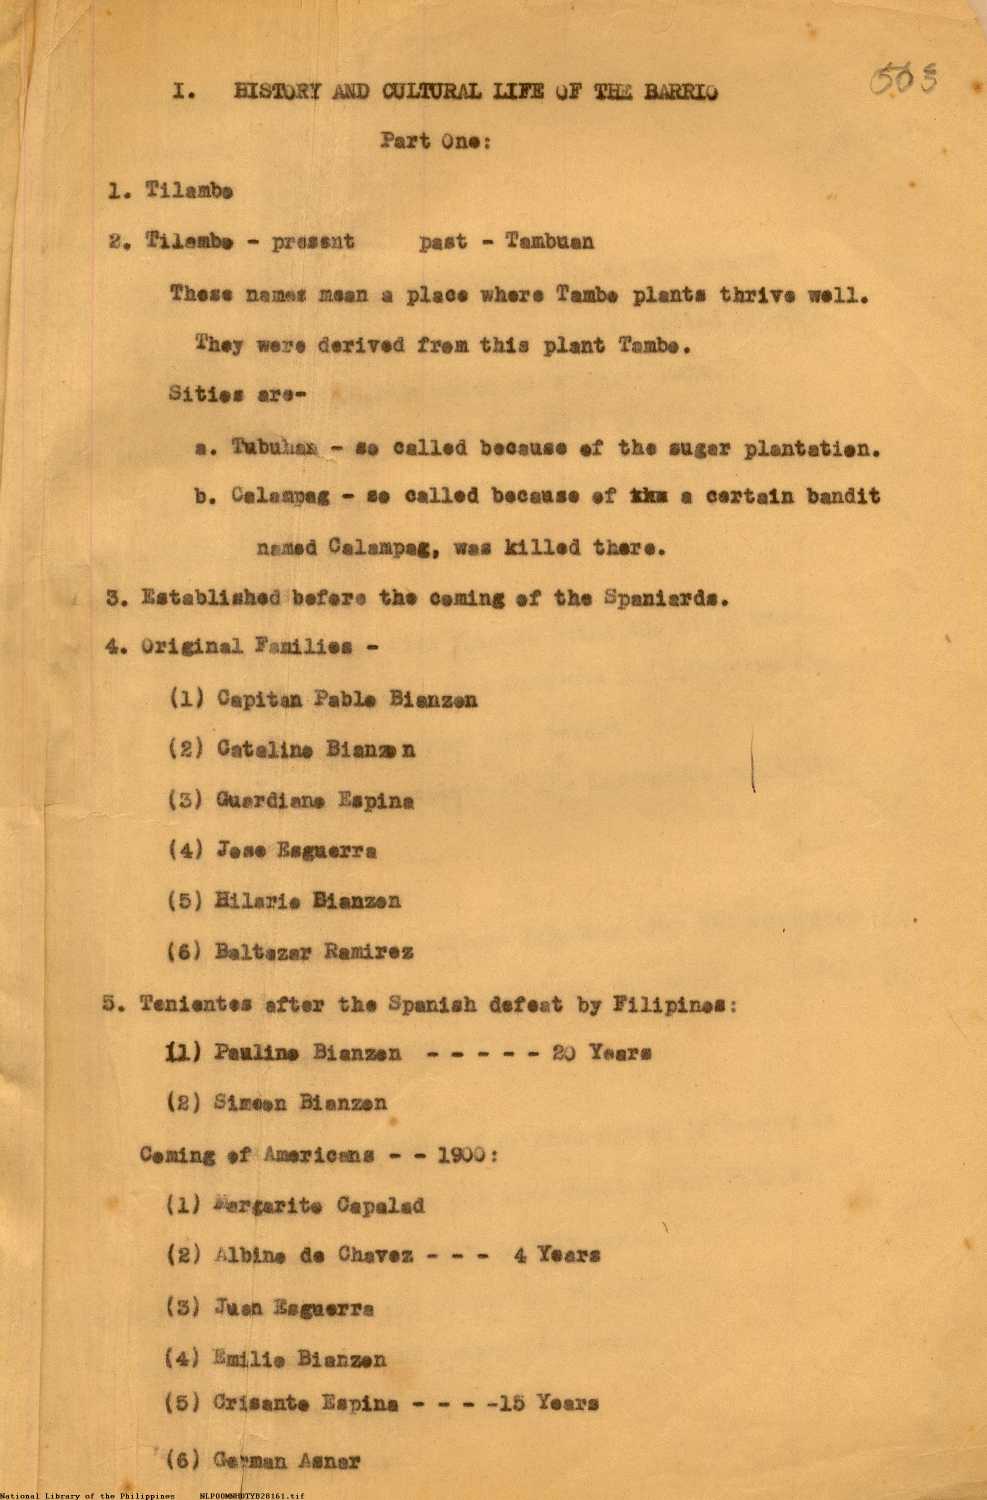 503
I. HISTORY AND CULTURAL LIFE OF THE BARRIO
Part One:
1. Tilambo
2. Tilambo - present past - Tambuan
These names mean a place where Tambo plants thrive well.
They were derived from this plant Tambo.
Sitios are-
a. Tubuhan - so called because of the sugar plantation.
b. Calampag - so called because of a certain bandit
named Calampag, was killed there.
3. Established before the coming of the Spaniards.
4. Original Families -
(1) Capitan Pablo Bianzon
(2) Catalino Bianzon
(3) Guardiano Espina
(4) Jose Esguerra
(5) Hilario Bianzon
(6) Baltazar Ramirez
5. Tenientes after the Spanish defeat by Filipinos:
(1) Paulino Bianzon - - - - - 20 Years
(2) Simeon Bianzon
Coming of Americans - - 1900:
(1) Margarito Capalad
(2) Albino de Chavez - - - 4 Years
(3) Juan Esguerra
(4) Emilio Bianzon
(5) Crisanto Espina - - - -15 Years
(6) German Asnar
National Library of the Philippines NLPOOMNHDTYB28161.tif